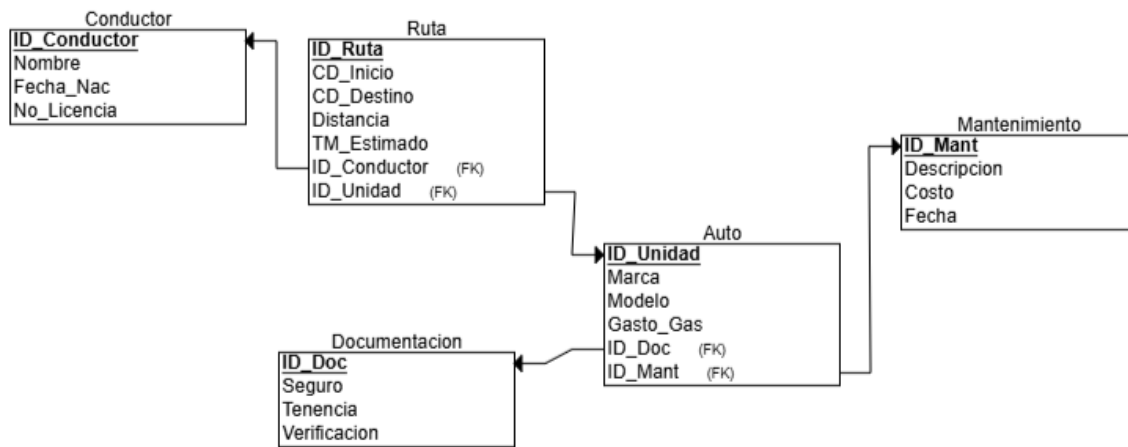 Conductor
ID_Conductor
Nombre
Fecha_Nac
No_Licencia
Ruta
ID_Ruta
CD_Inicio
CD_Destino
Distancia
TM_Estimado
ID_Conductor (FK)
ID_Unidad (FK)
Mantenimiento
ID_Mant
Descripcion
Costo
Fecha
Auto
ID_Unidad
Marca
Modelo
Gasto_Gas
ID_Doc (FK)
ID_Mant (FK)
Documentacion
ID_Doc
Seguro
Tenencia
Verificacion